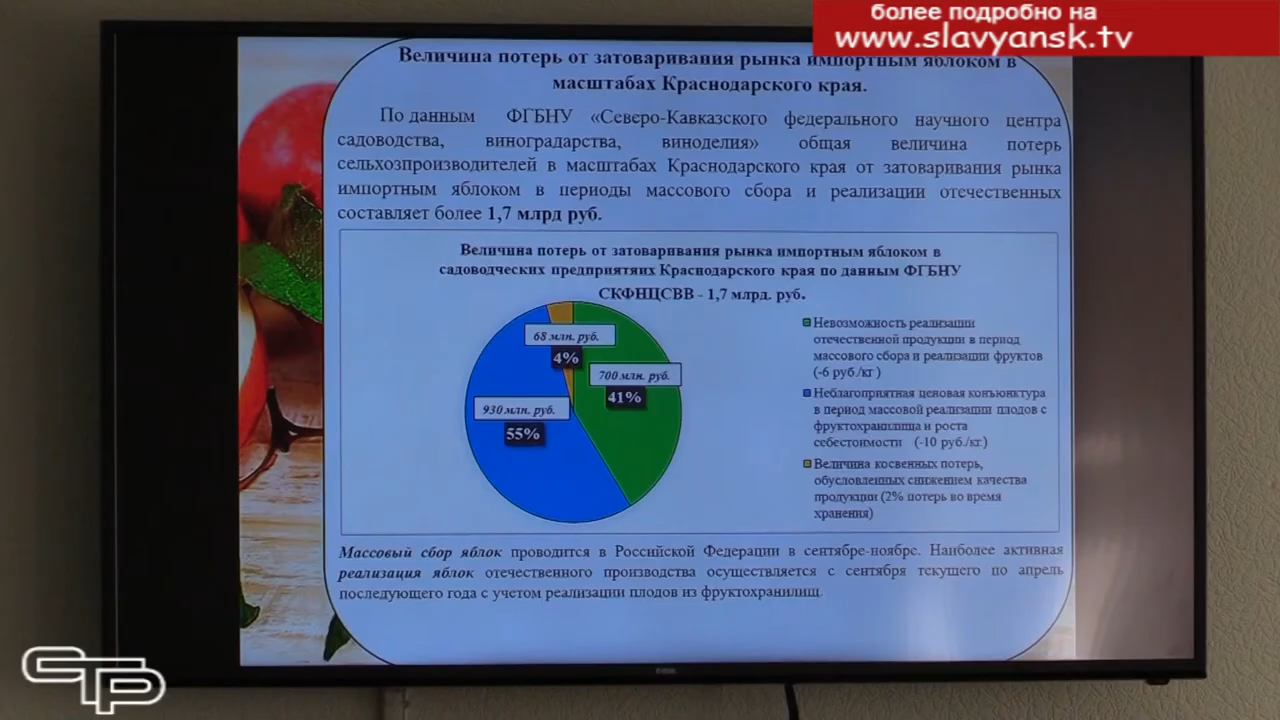 более подробно на
www.slavyansk.tv
Величина потерь от затоваривания рынка импортным яблоком в
масштабах Краснодарского края.
По данным ФГБНУ «Северо-Кавказского федерального научного центра
садоводства, виноградарства, виноделия» общая величина потерь
сельхозпроизводителей в масштабах Краснодарского края от затоваривания рынка
импортным яблоком в периоды массового сбора и реализации отечественных
составляет более 1,7 млрд руб.
Величина потерь от затоваривания рынка импортным яблоком в
садоводческих предприятиях Краснодарского края по данным ФГБНУ
СКФНЦСВВ - 1,7 млрд. руб.
68 млн. руб.
4%
700 млн. руб.
41%
930 млн. руб.
55%
Невозможность реализации
отечественной продукции в период
массового сбора и реализации фруктов
(-6 руб./кг )
Неблагоприятная ценовая конъюнктура
в период массовой реализации плодов с
фруктохранилища и роста
себестоимости (-10 руб./кг.)
Величина косвенных потерь,
обусловленных снижением качества
продукции (2% потерь во время
хранения)
Массовый сбор яблок проводится в Российской Федерации в сентябре-ноябре. Наиболее активная
реализация яблок отечественного производства осуществляется с сентября текущего по апрель
последующего года с учетом реализации плодов из фруктохранилищ.
СТР